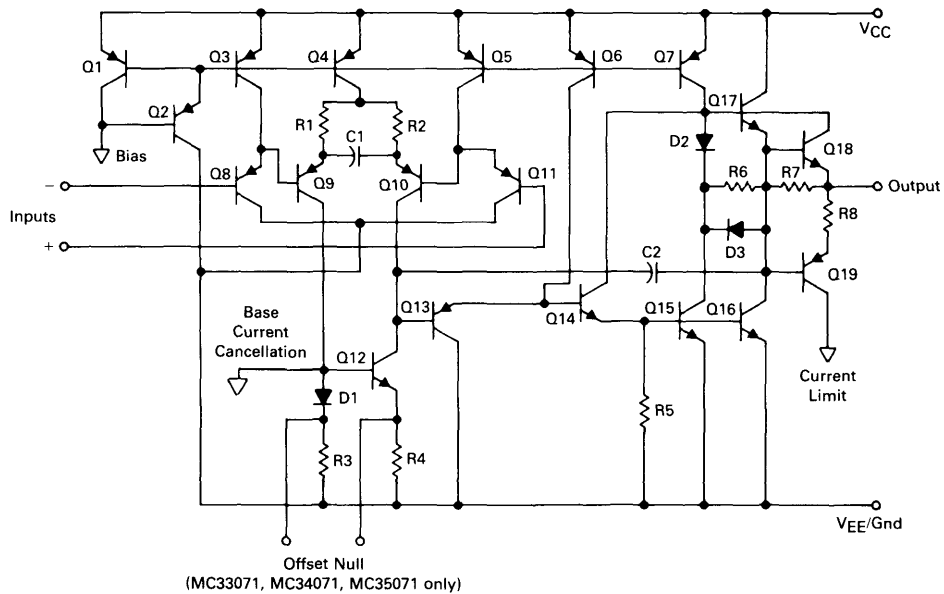 VCC
Q1
Q3
Q4
Q5
Q6
Q7
Q2
R1
C1
R2
Q17
D2
Q18
Bias
Q8
Q9
Q10
Q11
R6
R7
Output
−
Inputs
+
R8
D3
C2
Q19
Q13
Q14
Q15
Q16
Base
Current
Cancellation
Q12
Current
Limit
D1
R5
R3
R4
VEE/Gnd
Offset Null
(MC33071, MC34071, MC35071 only)